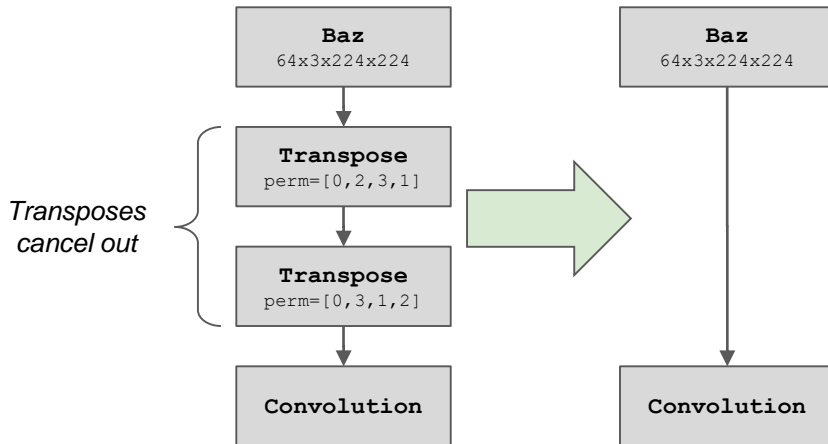 Baz
64x3x224x224
Transpose
perm=[0,2,3,1]
Transposes
cancel out
Transpose
perm=[0,3,1,2]
Convolution
Baz
64x3x224x224
Convolution